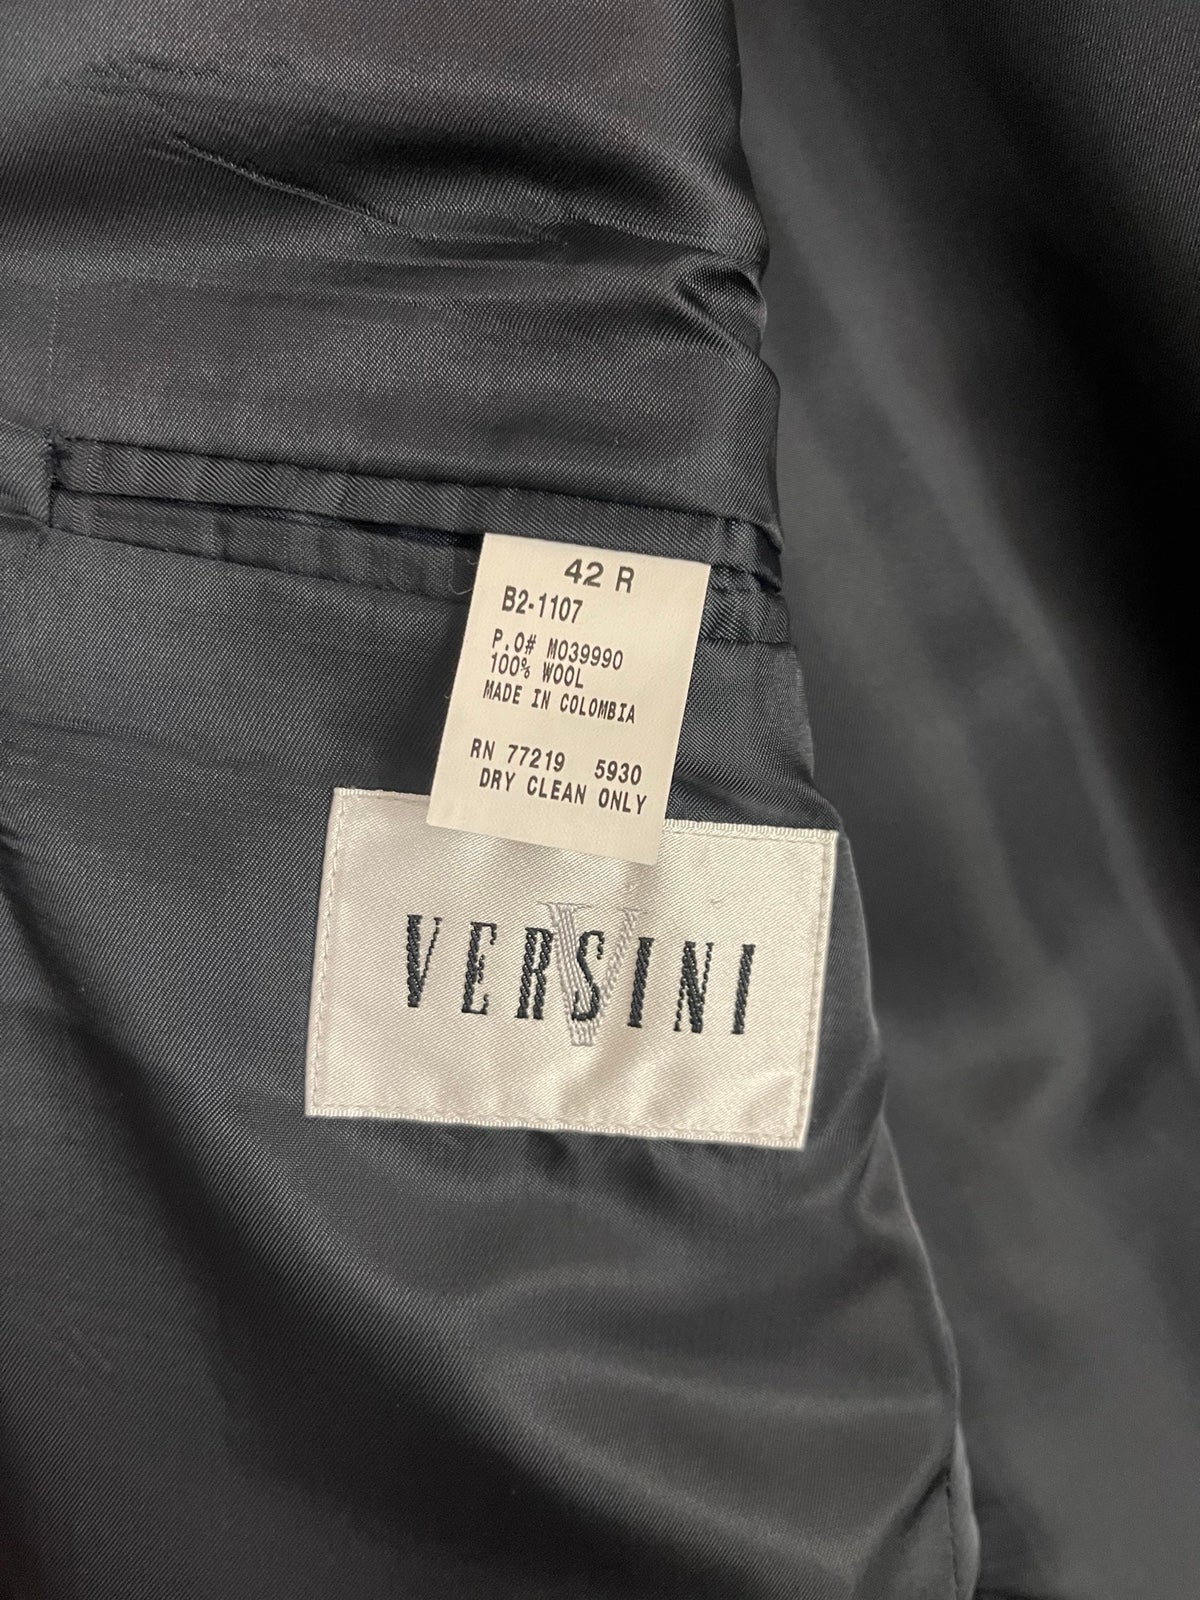 42 R
B2-1107
P.O# M039990
100% WOOL
MADE IN COLOMBIA
RN 77219 5930
DRY CLEAN ONLY
V
VERSINI